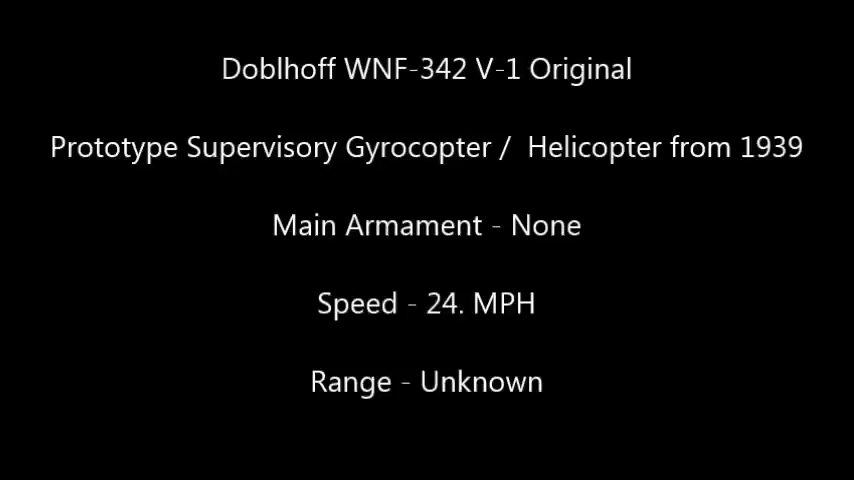 Doblhoff WNF-342 V-1 Original
Prototype Supervisory Gyrocopter /  Helicopter from 1939
Main Armament - None
Speed - 24. MPH
Range - Unknown